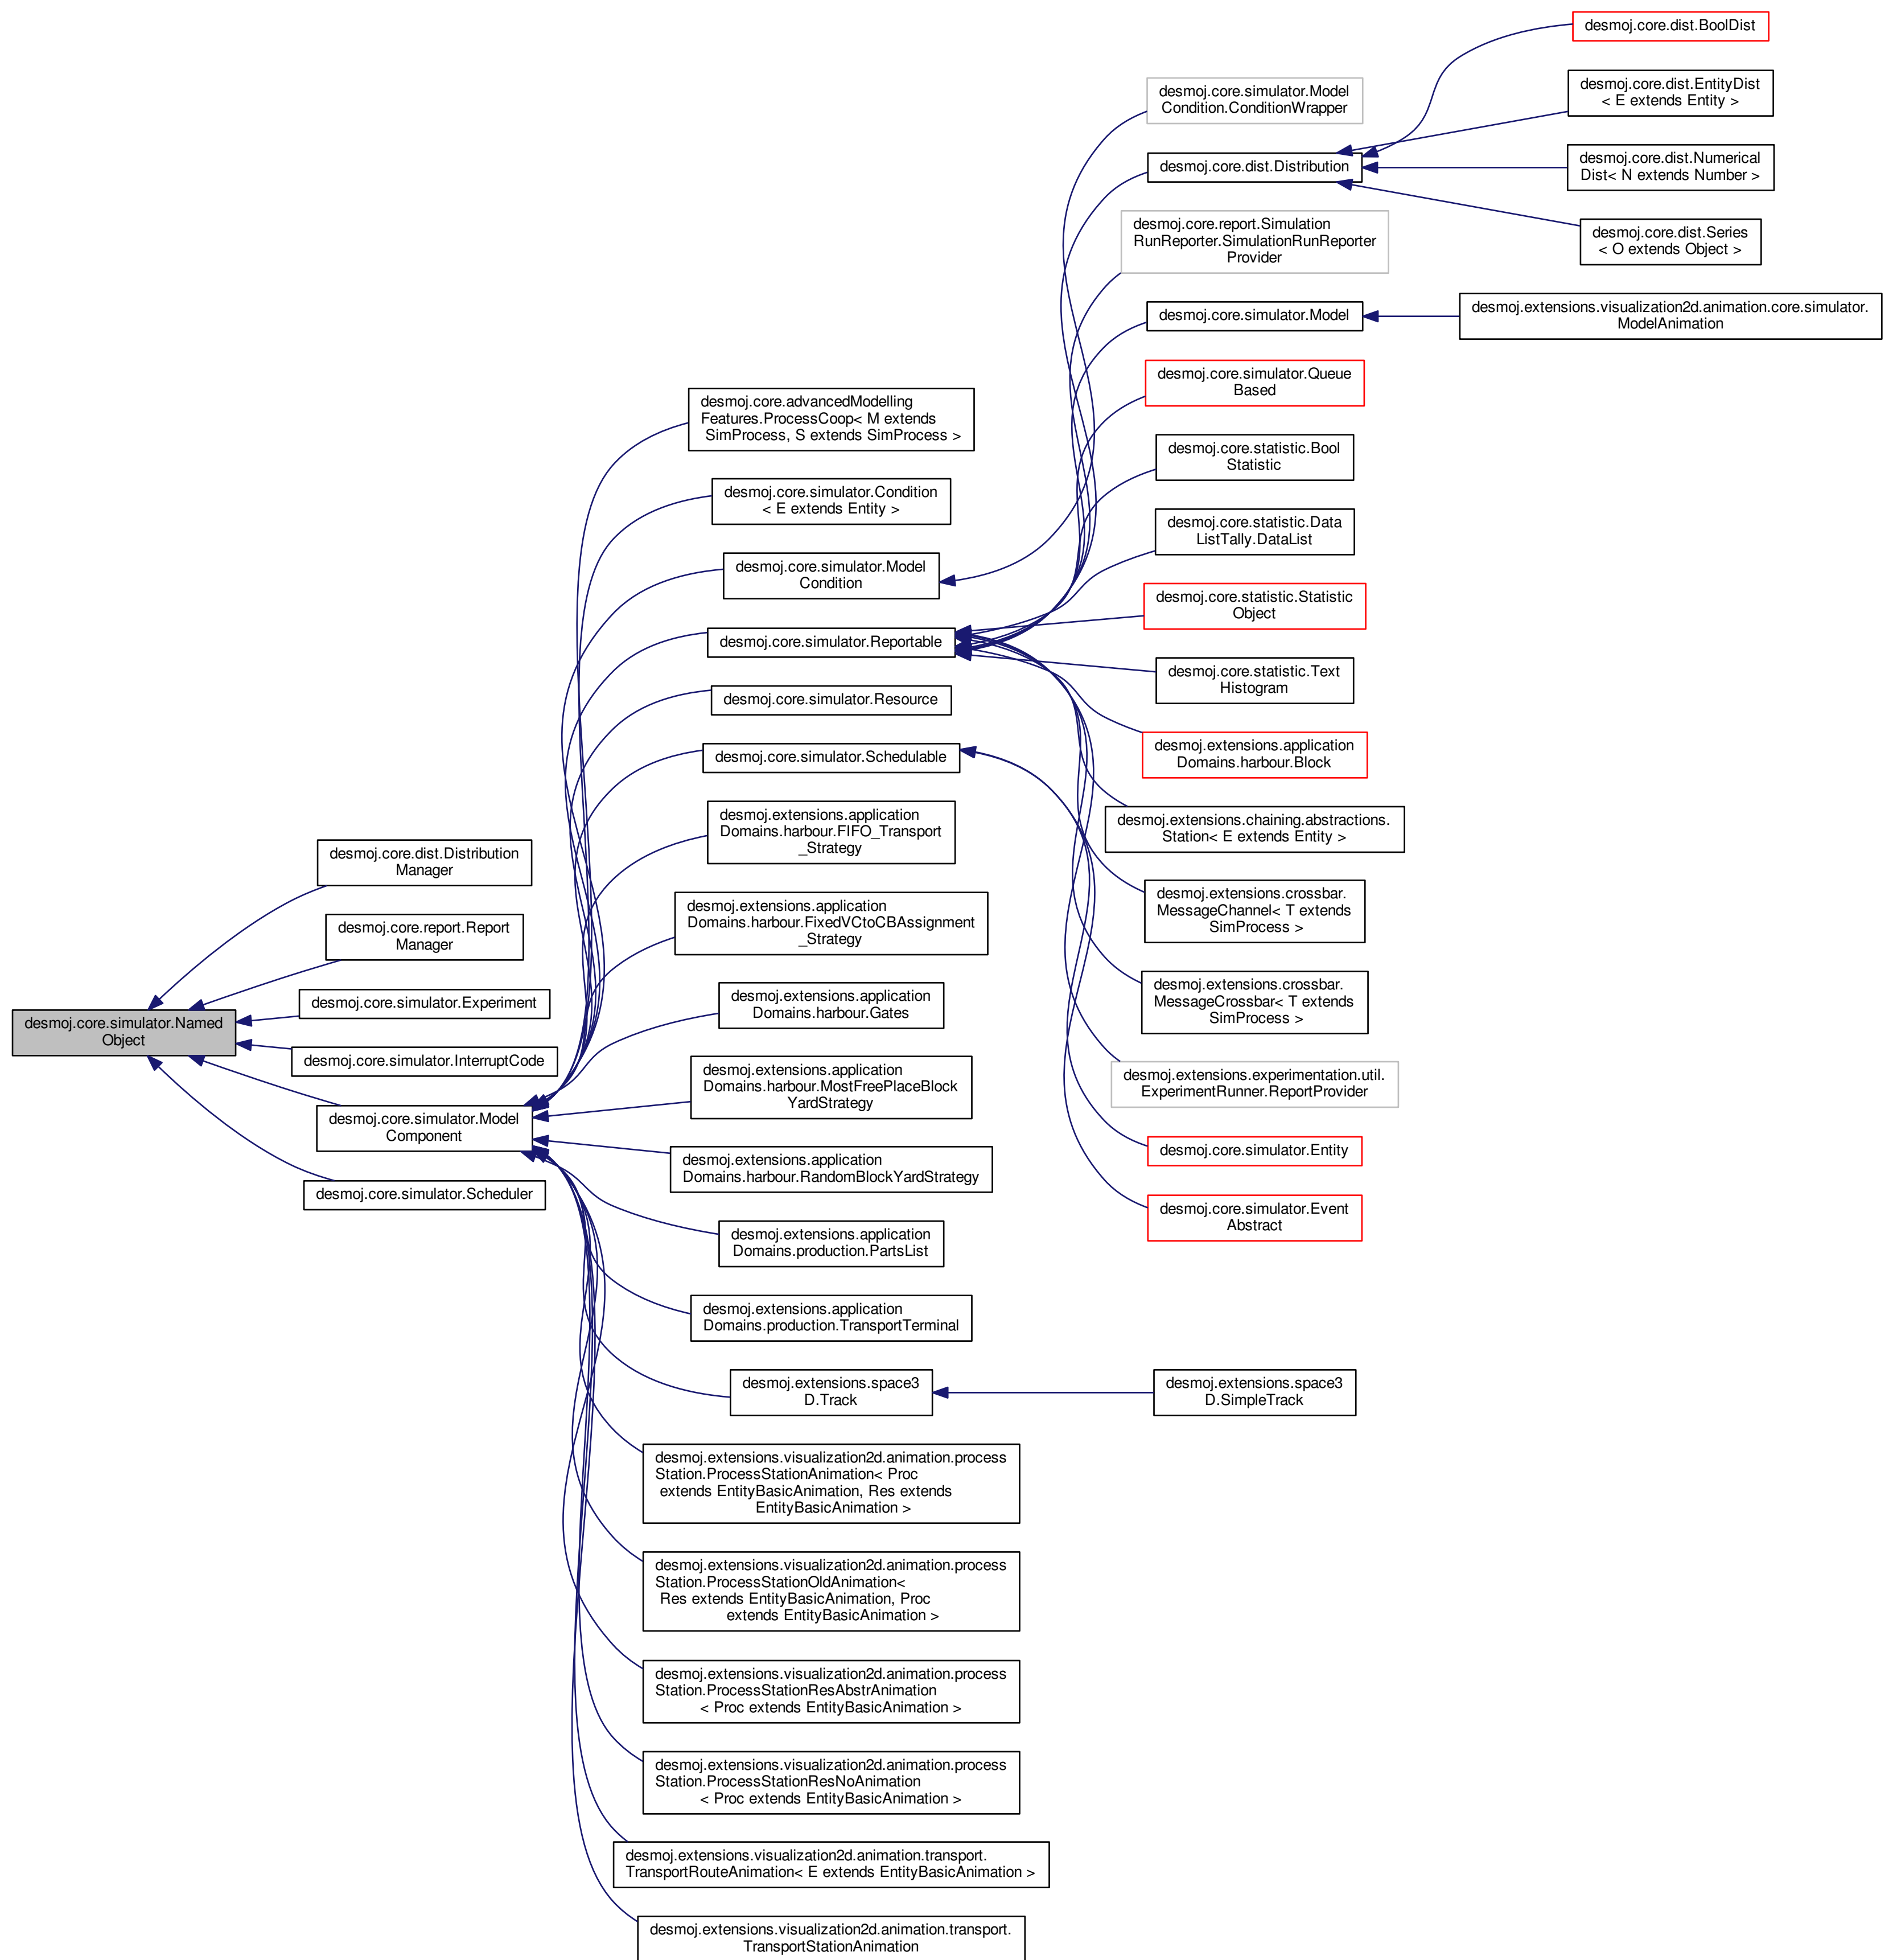 desmoj.core.simulator.Named
Object
desmoj.core.dist.Distribution
Manager
desmoj.core.report.Report
Manager
desmoj.core.simulator.Experiment
desmoj.core.simulator.InterruptCode
desmoj.core.simulator.Model
Component
desmoj.core.simulator.Scheduler
desmoj.core.advancedModelling
Features.ProcessCoop< M extends
SimProcess, S extends SimProcess >
desmoj.core.simulator.Condition
< E extends Entity >
desmoj.core.simulator.Model
Condition
desmoj.core.simulator.Reportable
desmoj.core.simulator.Resource
desmoj.core.simulator.Schedulable
desmoj.extensions.application
Domains.harbour.FIFO_Transport
_Strategy
desmoj.extensions.application
Domains.harbour.FixedVCtoCBAssignment
_Strategy
desmoj.extensions.application
Domains.harbour.Gates
desmoj.extensions.application
Domains.harbour.MostFreePlaceBlock
YardStrategy
desmoj.extensions.application
Domains.harbour.RandomBlockYardStrategy
desmoj.extensions.application
Domains.production.PartsList
desmoj.extensions.application
Domains.production.TransportTerminal
desmoj.extensions.space3
D.Track
desmoj.extensions.visualization2d.animation.process
Station.ProcessStationAnimation< Proc
extends EntityBasicAnimation, Res extends
EntityBasicAnimation >
desmoj.extensions.visualization2d.animation.process
Station.ProcessStationOldAnimation<
Res extends EntityBasicAnimation, Proc
extends EntityBasicAnimation >
desmoj.extensions.visualization2d.animation.process
Station.ProcessStationResAbstrAnimation
< Proc extends EntityBasicAnimation >
desmoj.extensions.visualization2d.animation.process
Station.ProcessStationResNoAnimation
< Proc extends EntityBasicAnimation >
desmoj.extensions.visualization2d.animation.transport.
TransportRouteAnimation< E extends EntityBasicAnimation >
desmoj.extensions.visualization2d.animation.transport.
TransportStationAnimation
desmoj.core.simulator.Model
Condition.ConditionWrapper
desmoj.core.dist.Distribution
desmoj.core.report.Simulation
RunReporter.SimulationRunReporter
Provider
desmoj.core.simulator.Model
desmoj.core.simulator.Queue
Based
desmoj.core.statistic.Bool
Statistic
desmoj.core.statistic.Data
ListTally.DataList
desmoj.core.statistic.Statistic
Object
desmoj.core.statistic.Text
Histogram
desmoj.extensions.application
Domains.harbour.Block
desmoj.extensions.chaining.abstractions.
Station< E extends Entity >
desmoj.extensions.crossbar.
MessageChannel< T extends
SimProcess >
desmoj.extensions.crossbar.
MessageCrossbar< T extends
SimProcess >
desmoj.extensions.experimentation.util.
ExperimentRunner.ReportProvider
desmoj.core.simulator.Entity
desmoj.core.simulator.Event
Abstract
desmoj.extensions.space3
D.SimpleTrack
desmoj.core.dist.BoolDist
desmoj.core.dist.EntityDist
< E extends Entity >
desmoj.core.dist.Numerical
Dist< N extends Number >
desmoj.core.dist.Series
< O extends Object >
desmoj.extensions.visualization2d.animation.core.simulator.
ModelAnimation